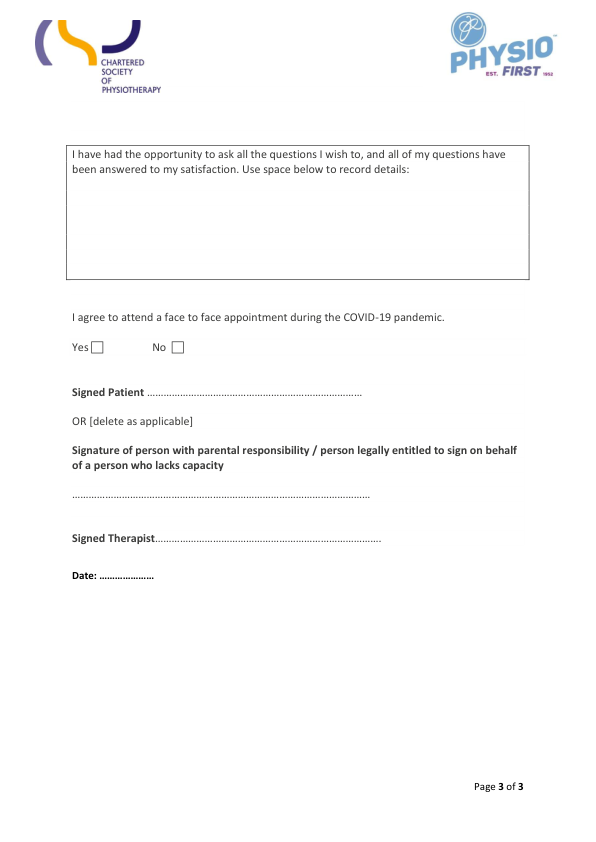 CHARTERED
SOCIETY
OF
PHYSIOTHERAPY
PHYSIO
EST. FIRST 1952
I have had the opportunity to ask all the questions I wish to, and all of my questions have
been answered to my satisfaction. Use space below to record details:
I agree to attend a face to face appointment during the COVID-19 pandemic.
Yes No
Signed Patient ……………………………………………………………
OR [delete as applicable]
Signature of person with parental responsibility / person legally entitled to sign on behalf
of a person who lacks capacity
……………………………………………………………………………………
Signed Therapist……………………………………………………………….
Date: …………………
Page 3 of 3